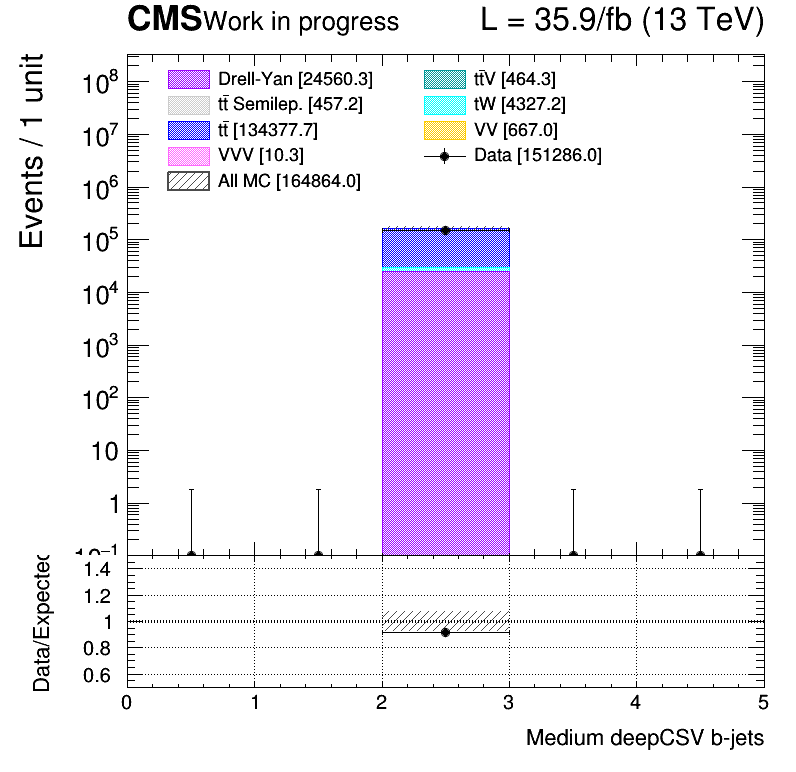 CMS Work in progress L = 35.9/fb (13 TeV)
Events / 1 unit
Drell-Yan [24560.3]
tt̄ Semilep. [457.2]
tt̄ [134377.7]
VVV [10.3]
All MC [164864.0]
tt̄V [464.3]
tW [4327.2]
VV [667.0]
Data [151286.0]
10⁸
10⁷
10⁶
10⁵
10⁴
10³
10²
10
1
10⁻¹
Data/Expected
1.4
1.2
1
0.8
0.6
0 1 2 3 4 5
Medium deepCSV b-jets